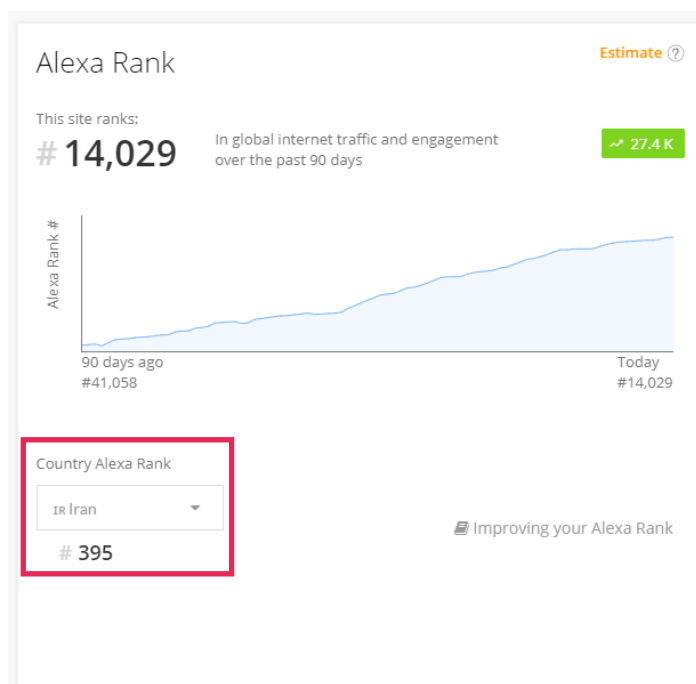 Alexa Rank
Estimate ?
This site ranks:
# 14,029
In global internet traffic and engagement
over the past 90 days
27.4 K
Alexa Rank #
90 days ago
#41,058
Today
#14,029
Country Alexa Rank
IR Iran
# 395
Improving your Alexa Rank